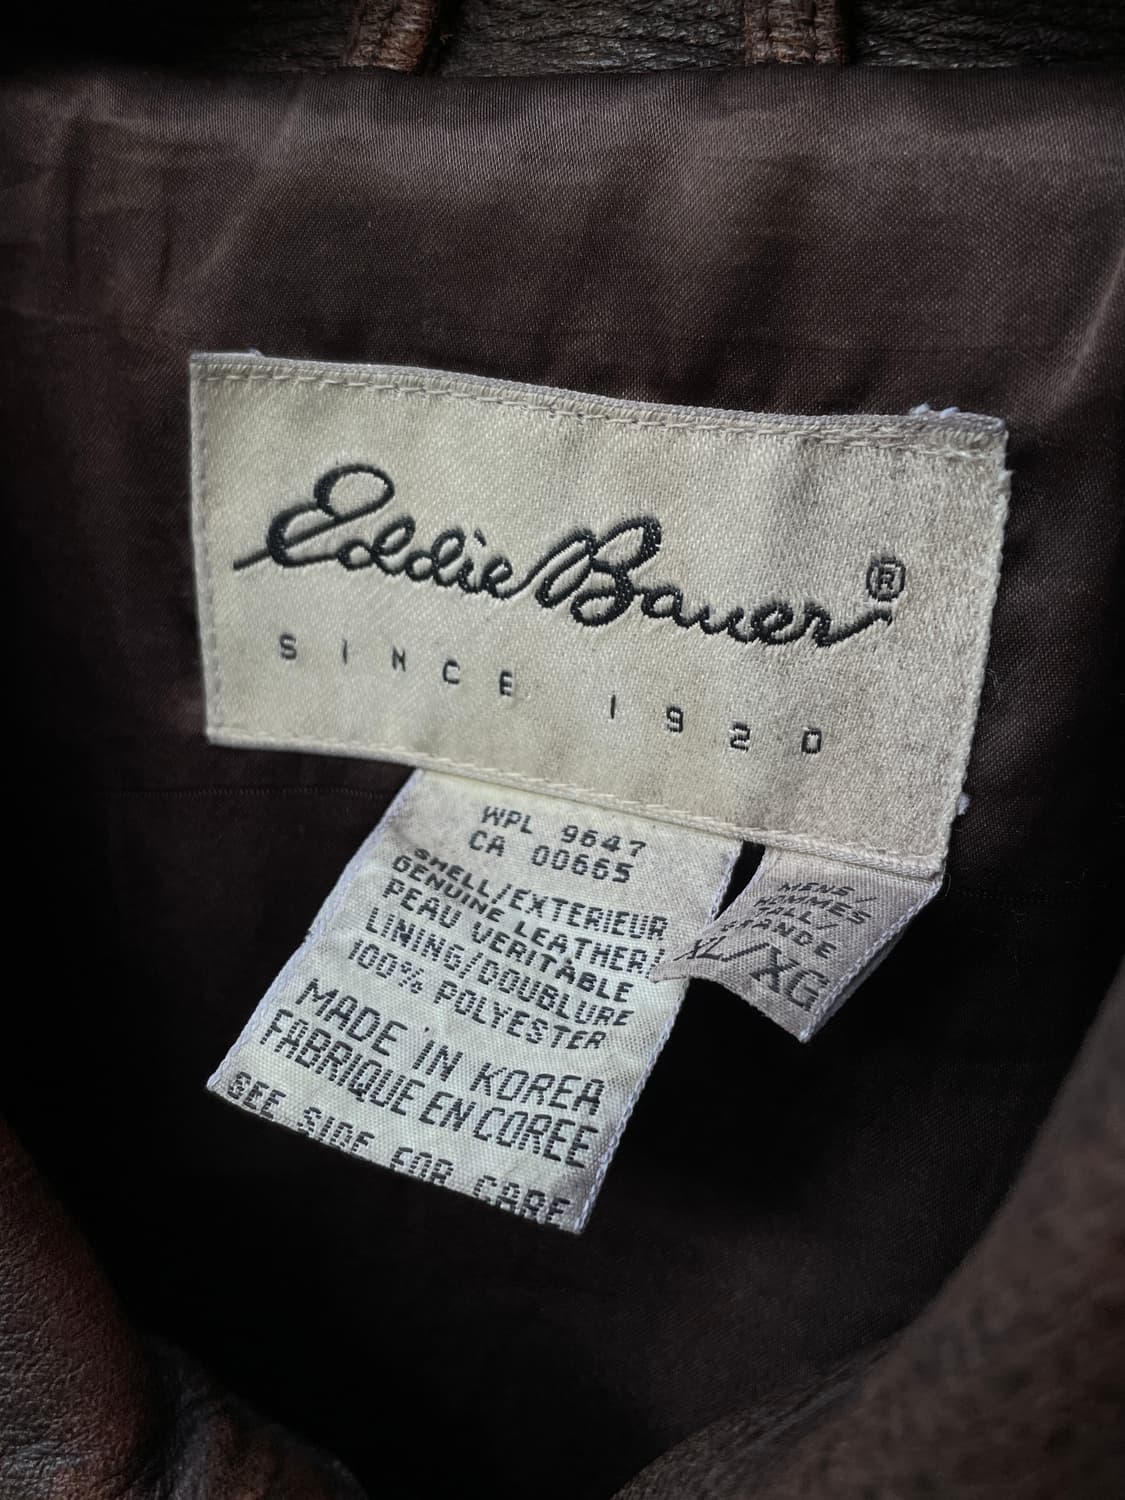 Eddie Bauer ®
SINCE 1920
WPL 9647
CA 00665
SHELL/EXTERIEUR
GENUINE LEATHER/
PEAU VERITABLE
LINING/DOUBLURE
100% POLYESTER
MADE IN KOREA
FABRIQUE EN COREE
SEE SIDE FOR CARE
MENS/
HOMMES
TALL/
GRANDE
XL/XG